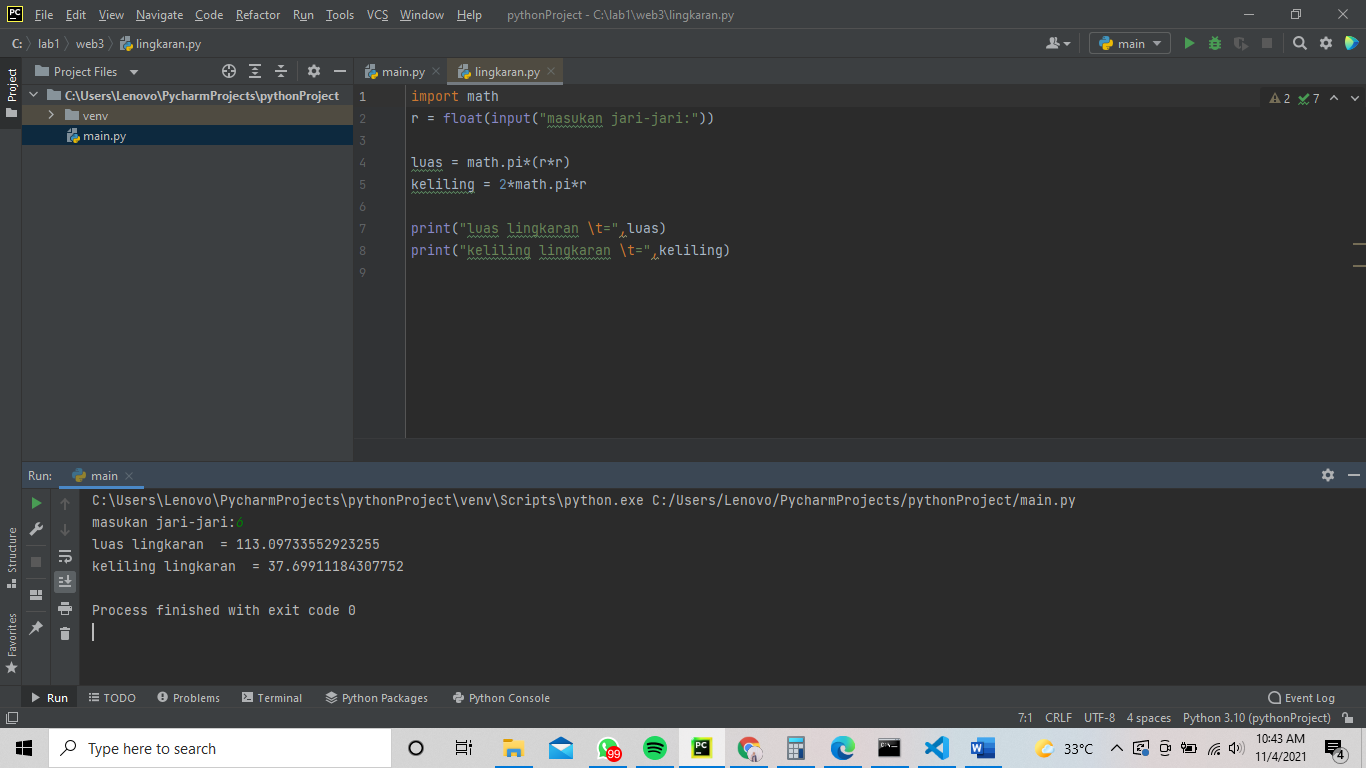 PC File Edit View Navigate Code Refactor Run Tools VCS Window Help pythonProject - C:\lab1\web3\lingkaran.py
C: lab1 web3 lingkaran.py main
Project Files main.py lingkaran.py
Project
C:\Users\Lenovo\PycharmProjects\pythonProject
venv
main.py
1 import math
2 7
2 r = float(input("masukan jari-jari:"))
3
4 luas = math.pi*(r*r)
5 keliling = 2*math.pi*r
6
7 print("luas lingkaran \t=",luas)
8 print("keliling lingkaran \t=",keliling)
9
Run: main
C:\Users\Lenovo\PycharmProjects\pythonProject\venv\Scripts\python.exe C:/Users/Lenovo/PycharmProjects/pythonProject/main.py
masukan jari-jari:6
luas lingkaran  = 113.09733552923255
keliling lingkaran  = 37.69911184307752
Process finished with exit code 0
Structure
Favorites
Run TODO Problems Terminal Python Packages Python Console Event Log
7:1 CRLF UTF-8 4 spaces Python 3.10 (pythonProject)
Type here to search 99 PC 33°C 10:43 AM
11/4/2021 4